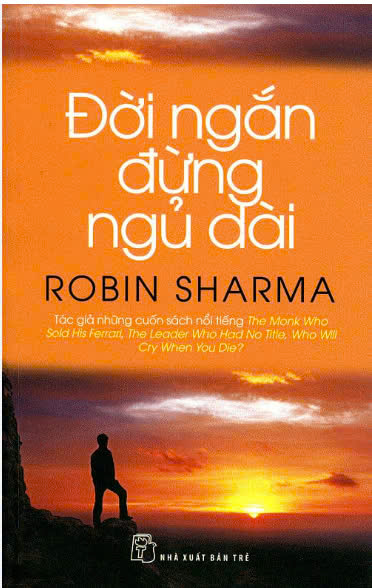 Đời ngắn
đừng
ngủ dài
ROBIN SHARMA
Tác giả những cuốn sách nổi tiếng The Monk Who
Sold His Ferrari, The Leader Who Had No Title, Who Will
Cry When You Die?
NHÀ XUẤT BẢN TRẺ